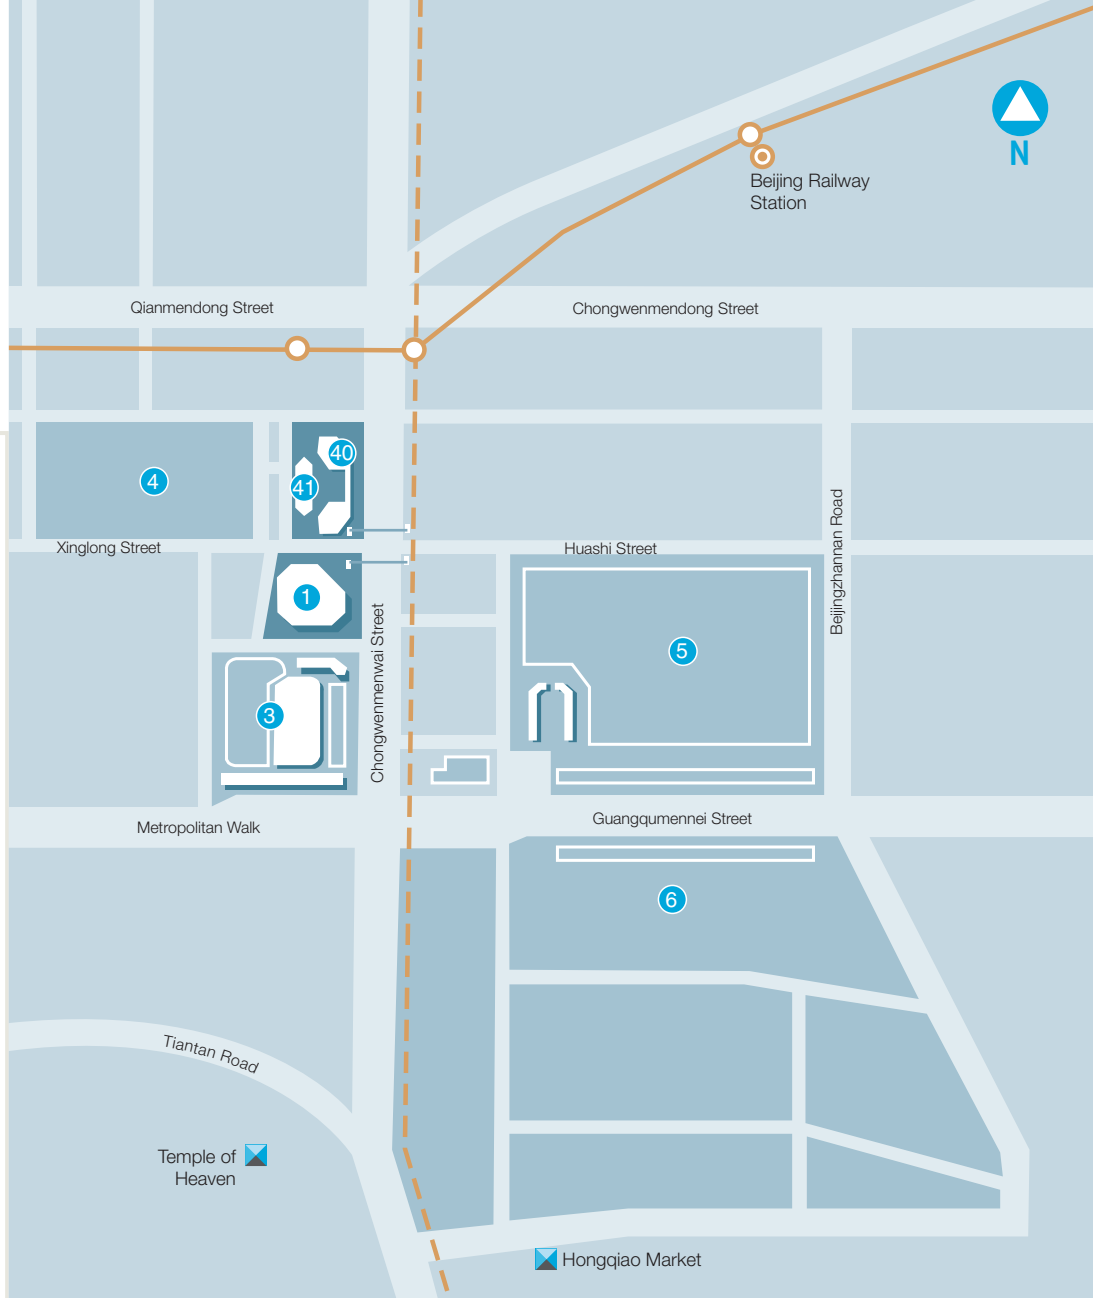 N
Beijing Railway
Station
Qianmendong Street
Chongwenmendong Street
40
4
41
Xinglong Street
Huashi Street
Beijingzhannan Road
1
Chongwenmenwai Street
5
3
Metropolitan Walk
Guangqumennei Street
6
Tiantan Road
Temple of
Heaven
Hongqiao Market